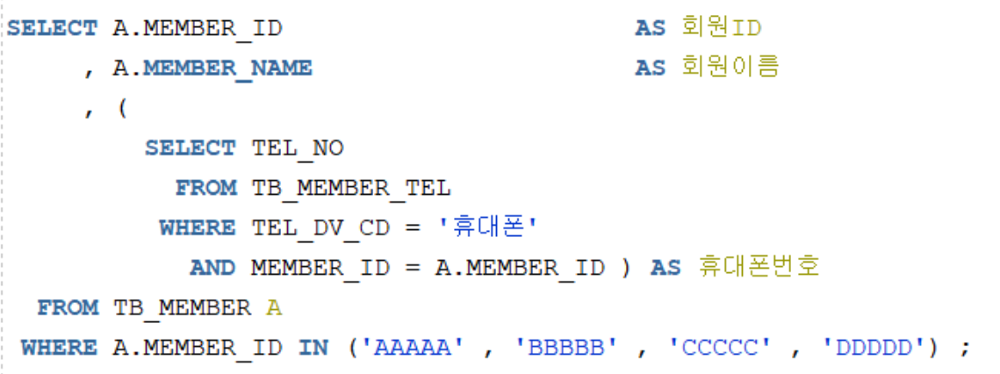 SELECT A.MEMBER_ID AS 회원ID
, A.MEMBER_NAME AS 회원이름
, (
SELECT TEL_NO
FROM TB_MEMBER_TEL
WHERE TEL_DV_CD = '휴대폰'
AND MEMBER_ID = A.MEMBER_ID ) AS 휴대폰번호
FROM TB_MEMBER A
WHERE A.MEMBER_ID IN ('AAAAA' , 'BBBBB' , 'CCCCC' , 'DDDDD') ;